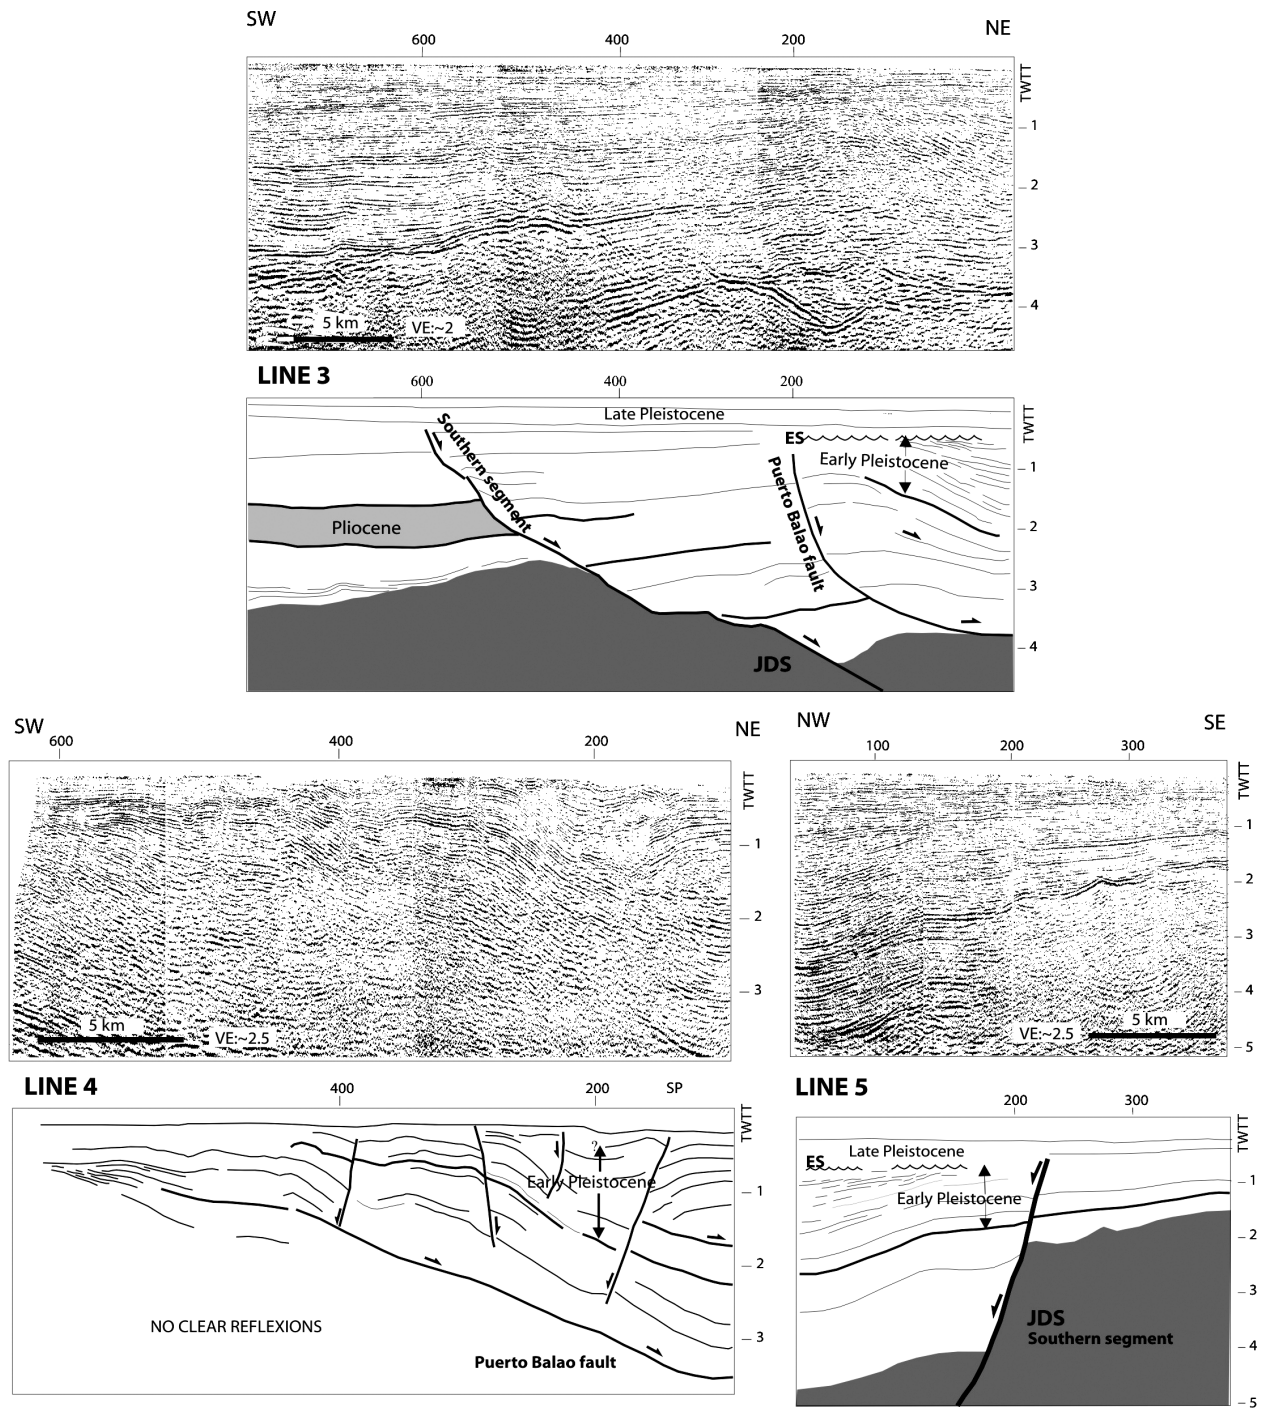 SW
NE
600 400 200
TWTT
1
2
3
4
5 km
VE:~2
LINE 3
600 400 200
TWTT
Late Pleistocene
Southern segment
ES
Early Pleistocene
Puerto Balao fault
Pliocene
JDS
1
2
3
4
SW
NE
600 400 200
TWTT
1
2
3
5 km
VE:~2.5
NW
SE
100 200 300
TWTT
1
2
3
4
5
VE:~2.5
5 km
LINE 4
400 200 SP
TWTT
?
Early Pleistocene
1
2
3
NO CLEAR REFLEXIONS
Puerto Balao fault
LINE 5
200 300
TWTT
Late Pleistocene
ES
Early Pleistocene
JDS
Southern segment
1
2
3
4
5